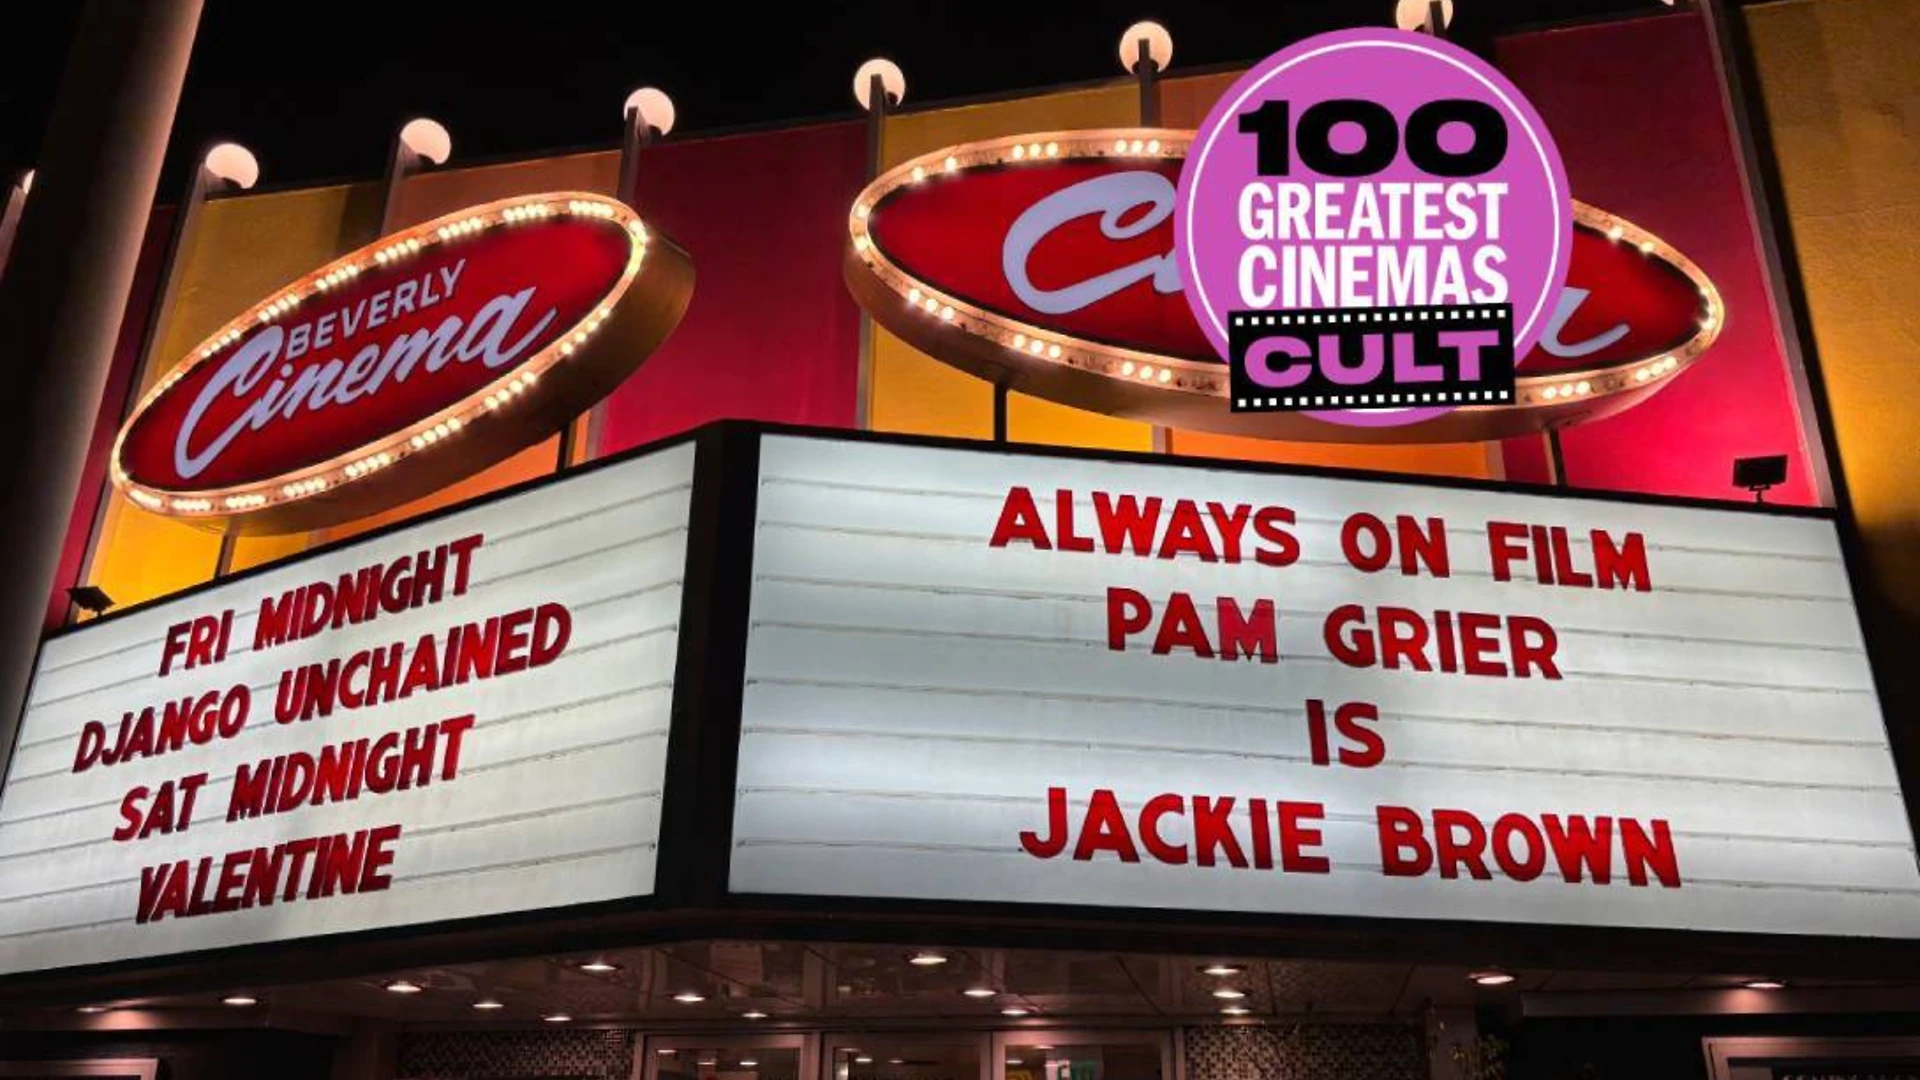 BEVERLY
Cinema
100
GREATEST
CINEMAS
CULT
FRI MIDNIGHT
DJANGO UNCHAINED
SAT MIDNIGHT
VALENTINE
ALWAYS ON FILM
PAM GRIER
IS
JACKIE BROWN